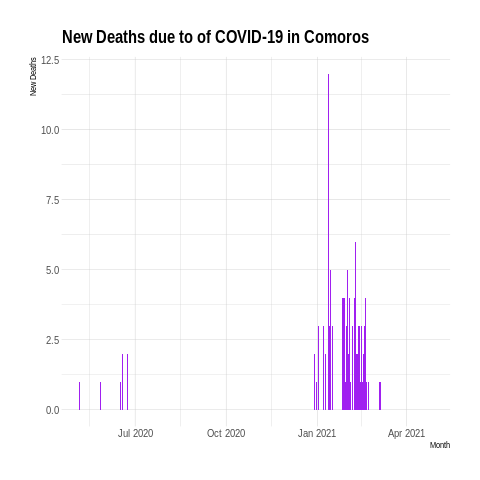 New Deaths due to of COVID-19 in Comoros
New Deaths
12.5
10.0
7.5
5.0
2.5
0.0
Jul 2020 Oct 2020 Jan 2021 Apr 2021
Month